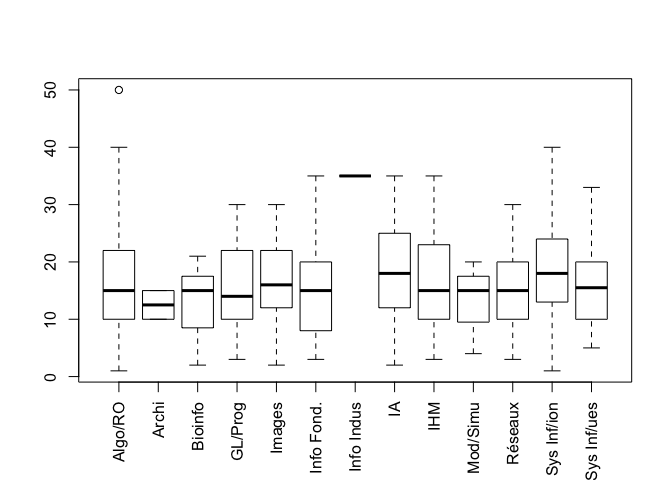 50
40
30
20
10
0
Algo/RO
Archi
Bioinfo
GL/Prog
Images
Info Fond.
Info Indus
IA
IHM
Mod/Simu
Réseaux
Sys Inf/ion
Sys Inf/ues